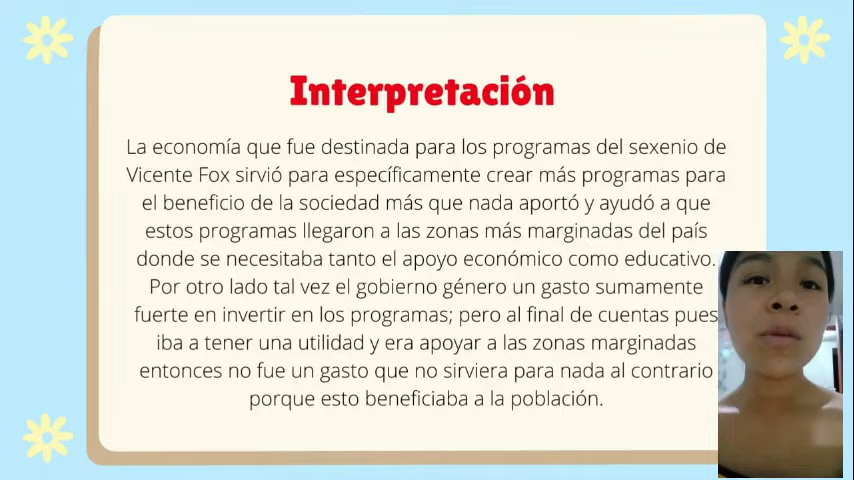 Interpretación
La economía que fue destinada para los programas del sexenio de
Vicente Fox sirvió para específicamente crear más programas para
el beneficio de la sociedad más que nada aportó y ayudó a que
estos programas llegaron a las zonas más marginadas del país
donde se necesitaba tanto el apoyo económico como educativo.
Por otro lado tal vez el gobierno género un gasto sumamente
fuerte en invertir en los programas; pero al final de cuentas pues
iba a tener una utilidad y era apoyar a las zonas marginadas
entonces no fue un gasto que no sirviera para nada al contrario
porque esto beneficiaba a la población.